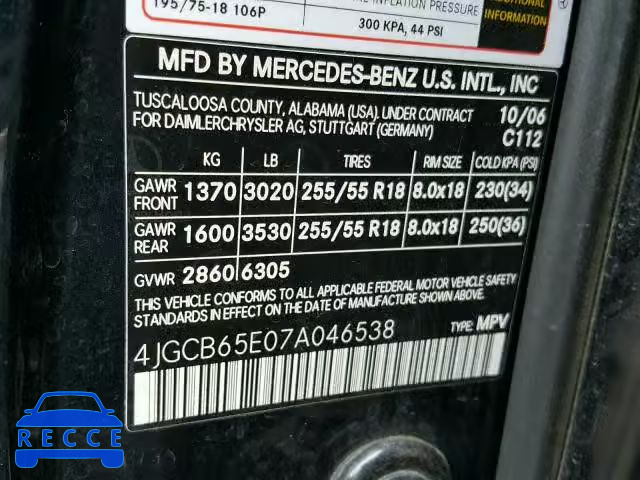 195/75-18 106P
INFLATION PRESSURE
300 KPA, 44 PSI
ADDITIONAL
INFORMATION
MFD BY MERCEDES-BENZ U.S. INTL., INC
TUSCALOOSA COUNTY, ALABAMA (USA). UNDER CONTRACT
FOR DAIMLERCHRYSLER AG, STUTTGART (GERMANY)
10/06
C112
KG LB TIRES RIM SIZE COLD KPA (PSI)
GAWR FRONT 1370 3020 255/55 R18 8.0x18 230(34)
GAWR REAR 1600 3530 255/55 R18 8.0x18 250(36)
GVWR 2860 6305
THIS VEHICLE CONFORMS TO ALL APPLICABLE FEDERAL MOTOR VEHICLE SAFETY
STANDARDS IN EFFECT ON THE DATE OF MANUFACTURE SHOWN ABOVE.
4JGCB65E07A046538
TYPE: MPV
RECCE